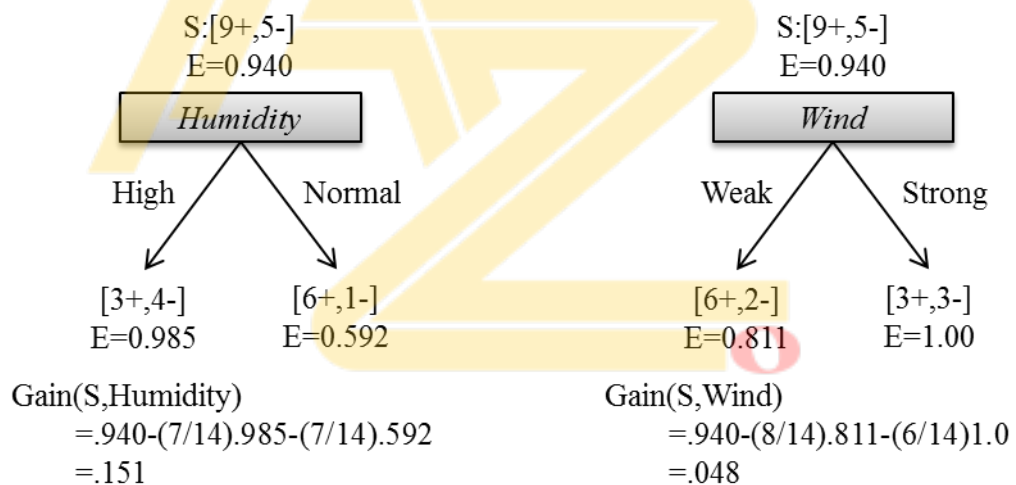 S:[9+,5-]
E=0.940
Humidity
High
Normal
[3+,4-]
E=0.985
[6+,1-]
E=0.592
Gain(S,Humidity)
=.940-(7/14).985-(7/14).592
=.151
S:[9+,5-]
E=0.940
Wind
Weak
Strong
[6+,2-]
E=0.811
[3+,3-]
E=1.00
Gain(S,Wind)
=.940-(8/14).811-(6/14)1.0
=.048